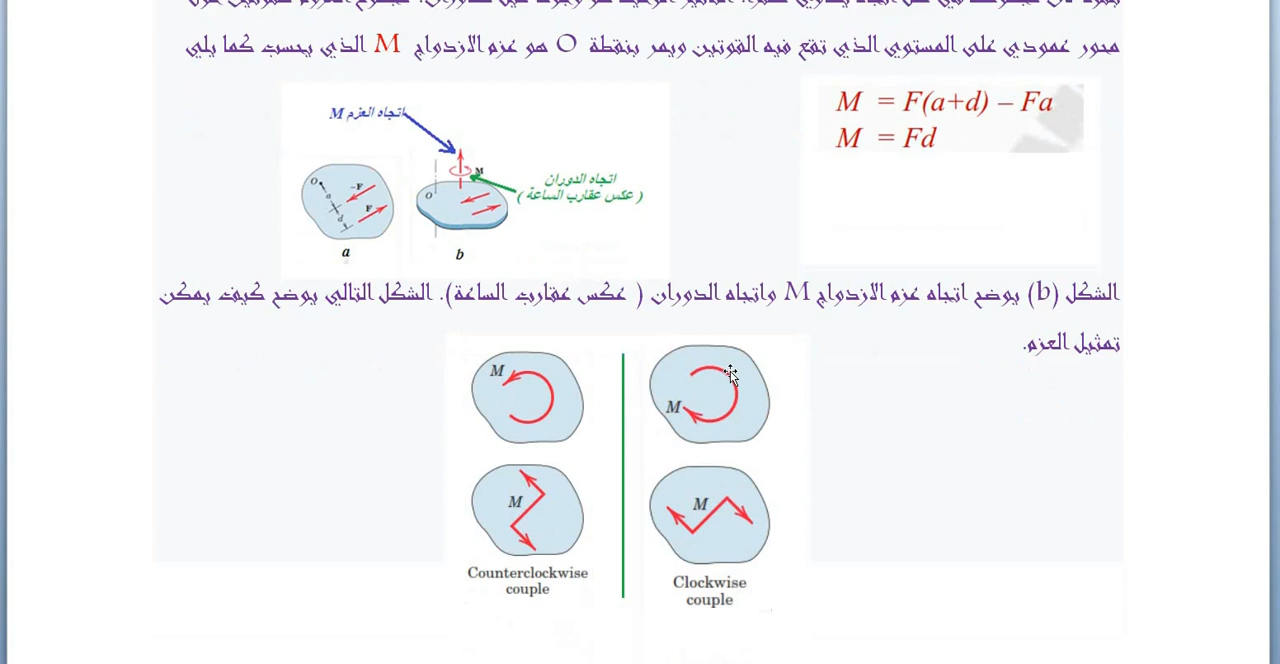 محور عمودي على المستوي الذي تقع فيه القوتين ويمر بنقطة O هو عزم الازدواج M الذي يحسب كما يلي
M = F(a+d) – Fa
M = Fd
اتجاه العزم M
M
اتجاه الدوران
( عكس عقارب الساعة )
O
a
d
-F
F
O
a
b
الشكل (b) يوضح اتجاه عزم الازدواج M واتجاه الدوران ( عكس عقارب الساعة). الشكل التالي يوضح كيف يمكن
تمثيل العزم.
M
M
M
M
Counterclockwise
couple
Clockwise
couple